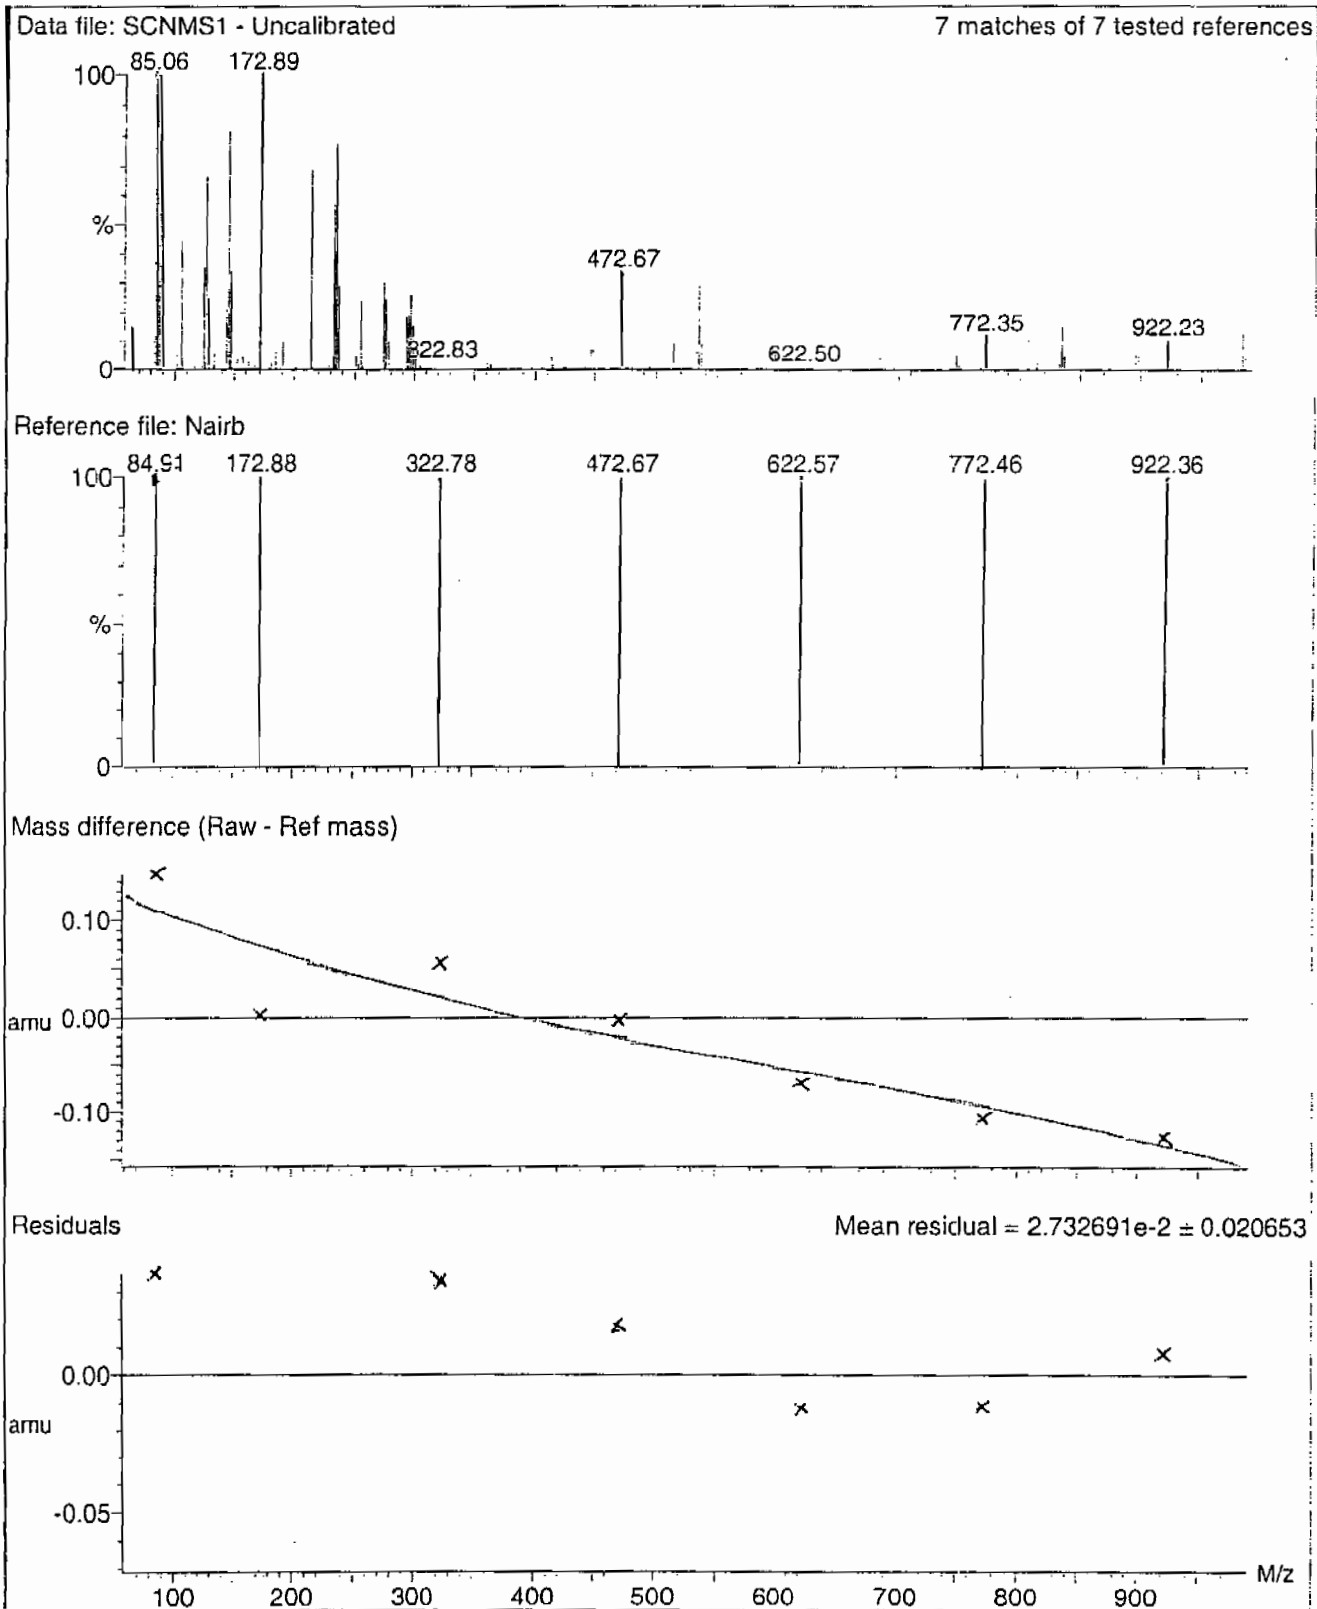 Data file: SCNMS1 - Uncalibrated 7 matches of 7 tested references
85.06 172.89
100
%
472.67
772.35 922.23
322.83 622.50
0
Reference file: Nairb
84.91 172.88 322.78 472.67 622.57 772.46 922.36
100
%
0
Mass difference (Raw - Ref mass)
0.10
amu 0.00
-0.10
Residuals Mean residual = 2.732691e-2 ± 0.020653
0.00
amu
-0.05
M/z
100 200 300 400 500 600 700 800 900